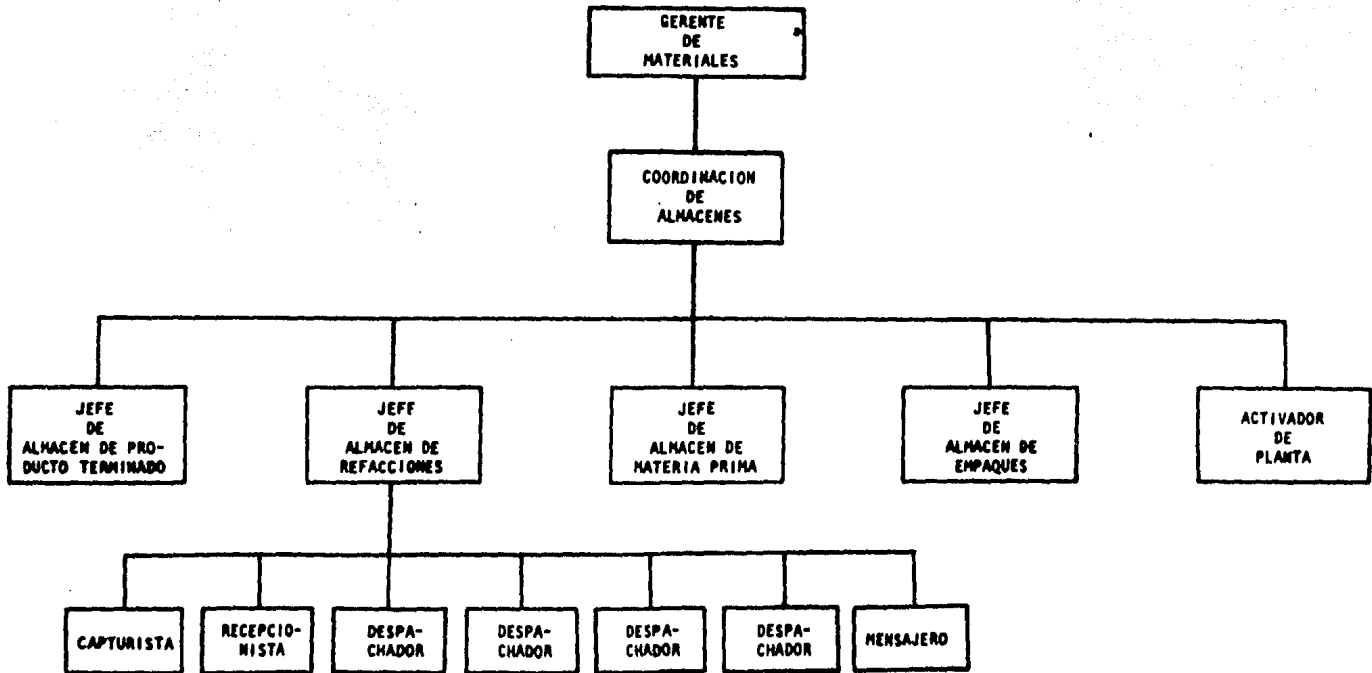 GERENTE
DE
MATERIALES
COORDINACION
DE
ALMACENES
JEFE
DE
ALMACEN DE PRO-
DUCTO TERMINADO
JEFF
DE
ALMACEN DE
REFACCIONES
JEFE
DE
ALMACEN DE
MATERIA PRIMA
JEFE
DE
ALMACEN DE
EMPAQUES
ACTIVADOR
DE
PLANTA
CAPTURISTA
RECEPCIO-
NISTA
DESPA-
CHADOR
DESPA-
CHADOR
DESPA-
CHADOR
DESPA-
CHADOR
MENSAJERO